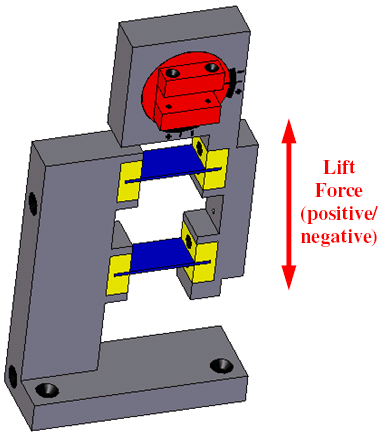 Lift
Force
(positive/
negative)